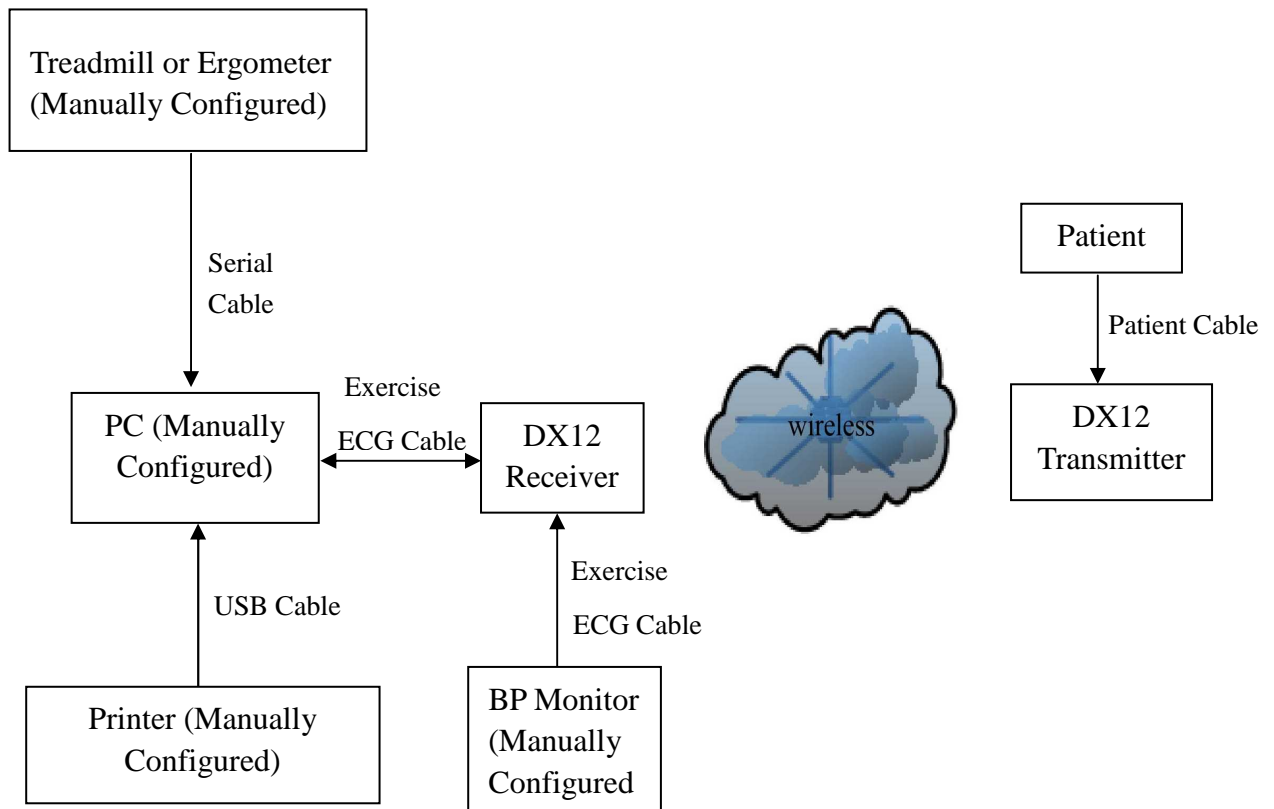 Treadmill or Ergometer
(Manually Configured)
Serial
Cable
Patient
Patient Cable
Exercise
ECG Cable
PC (Manually
Configured)
DX12
Receiver
wireless
DX12
Transmitter
USB Cable
Exercise
ECG Cable
Printer (Manually
Configured)
BP Monitor
(Manually
Configured